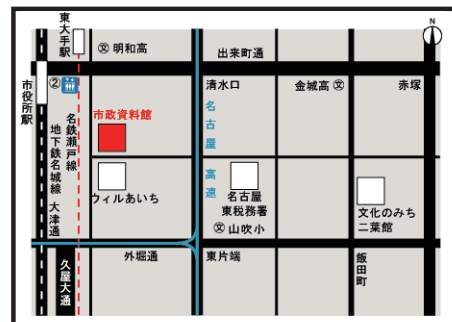 東大手駅
文 明和高
出来町通
N
市役所駅
②
清水口
金城高 文
赤塚
市政資料館
名古屋高速
名鉄瀬戸線
地下鉄名城線
大津通
ウィルあいち
名古屋
東税務署
文 山吹小
文化のみち
二葉館
外堀通
東片端
飯田町
久屋大通